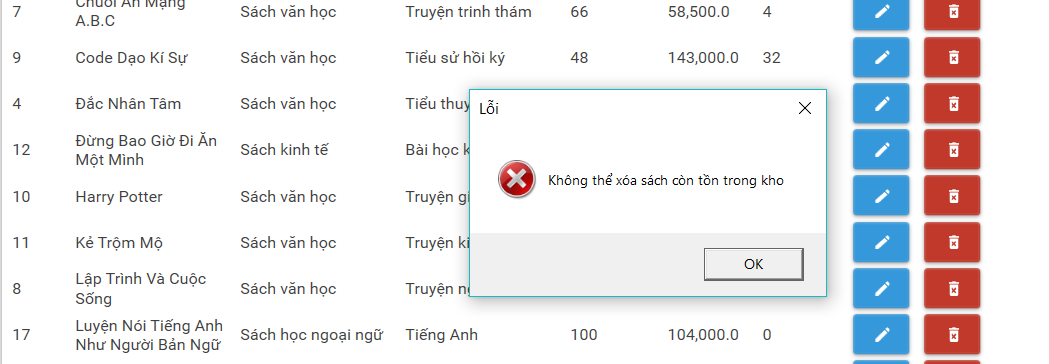 7 Chuỗi Án Mạng Sách văn học Truyện trinh thám 66 58,500.0 4
A.B.C
9 Code Dạo Kí Sự Sách văn học Tiểu sử hồi ký 48 143,000.0 32
4 Đắc Nhân Tâm Sách văn học Tiểu thuy
Lỗi
12 Đừng Bao Giờ Đi Ăn Sách kinh tế Bài học k
Một Mình
Không thể xóa sách còn tồn trong kho
10 Harry Potter Sách văn học Truyện gi
11 Kẻ Trộm Mộ Sách văn học Truyện ki
OK
8 Lập Trình Và Cuộc Sách văn học Truyện ng
Sống
17 Luyện Nói Tiếng Anh Sách học ngoại ngữ Tiếng Anh 100 104,000.0 0
Như Người Bản Ngữ